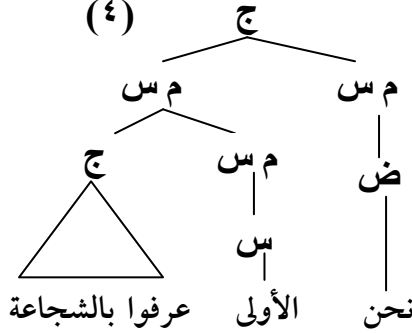 (٤) ج
م س م س
ج م س ض
س
نحن الأولى عرفوا بالشجاعة